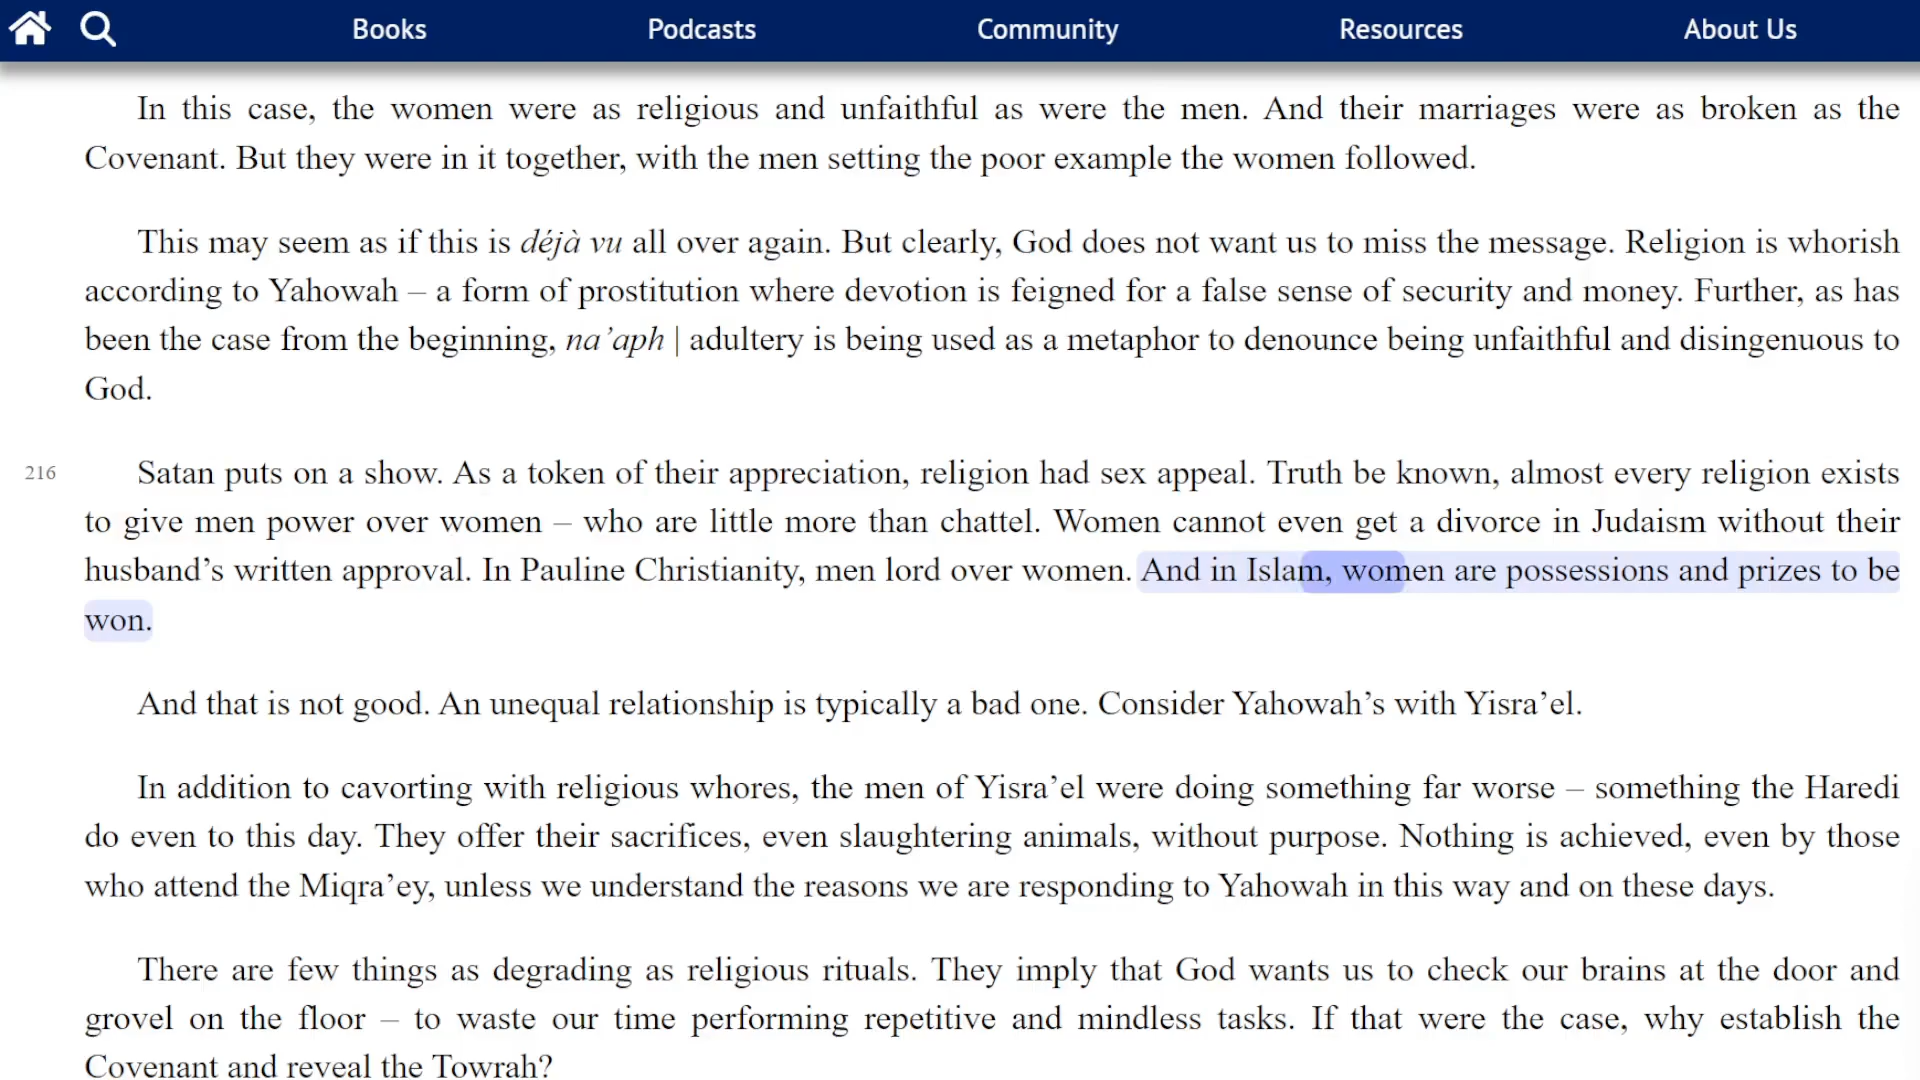 Books Podcasts Community Resources About Us
In this case, the women were as religious and unfaithful as were the men. And their marriages were as broken as the
Covenant. But they were in it together, with the men setting the poor example the women followed.
This may seem as if this is déjà vu all over again. But clearly, God does not want us to miss the message. Religion is whorish
according to Yahowah – a form of prostitution where devotion is feigned for a false sense of security and money. Further, as has
been the case from the beginning, na’aph | adultery is being used as a metaphor to denounce being unfaithful and disingenuous to
God.
216 Satan puts on a show. As a token of their appreciation, religion had sex appeal. Truth be known, almost every religion exists
to give men power over women – who are little more than chattel. Women cannot even get a divorce in Judaism without their
husband’s written approval. In Pauline Christianity, men lord over women. And in Islam, women are possessions and prizes to be
won.
And that is not good. An unequal relationship is typically a bad one. Consider Yahowah’s with Yisra’el.
In addition to cavorting with religious whores, the men of Yisra’el were doing something far worse – something the Haredi
do even to this day. They offer their sacrifices, even slaughtering animals, without purpose. Nothing is achieved, even by those
who attend the Miqra’ey, unless we understand the reasons we are responding to Yahowah in this way and on these days.
There are few things as degrading as religious rituals. They imply that God wants us to check our brains at the door and
grovel on the floor – to waste our time performing repetitive and mindless tasks. If that were the case, why establish the
Covenant and reveal the Towrah?